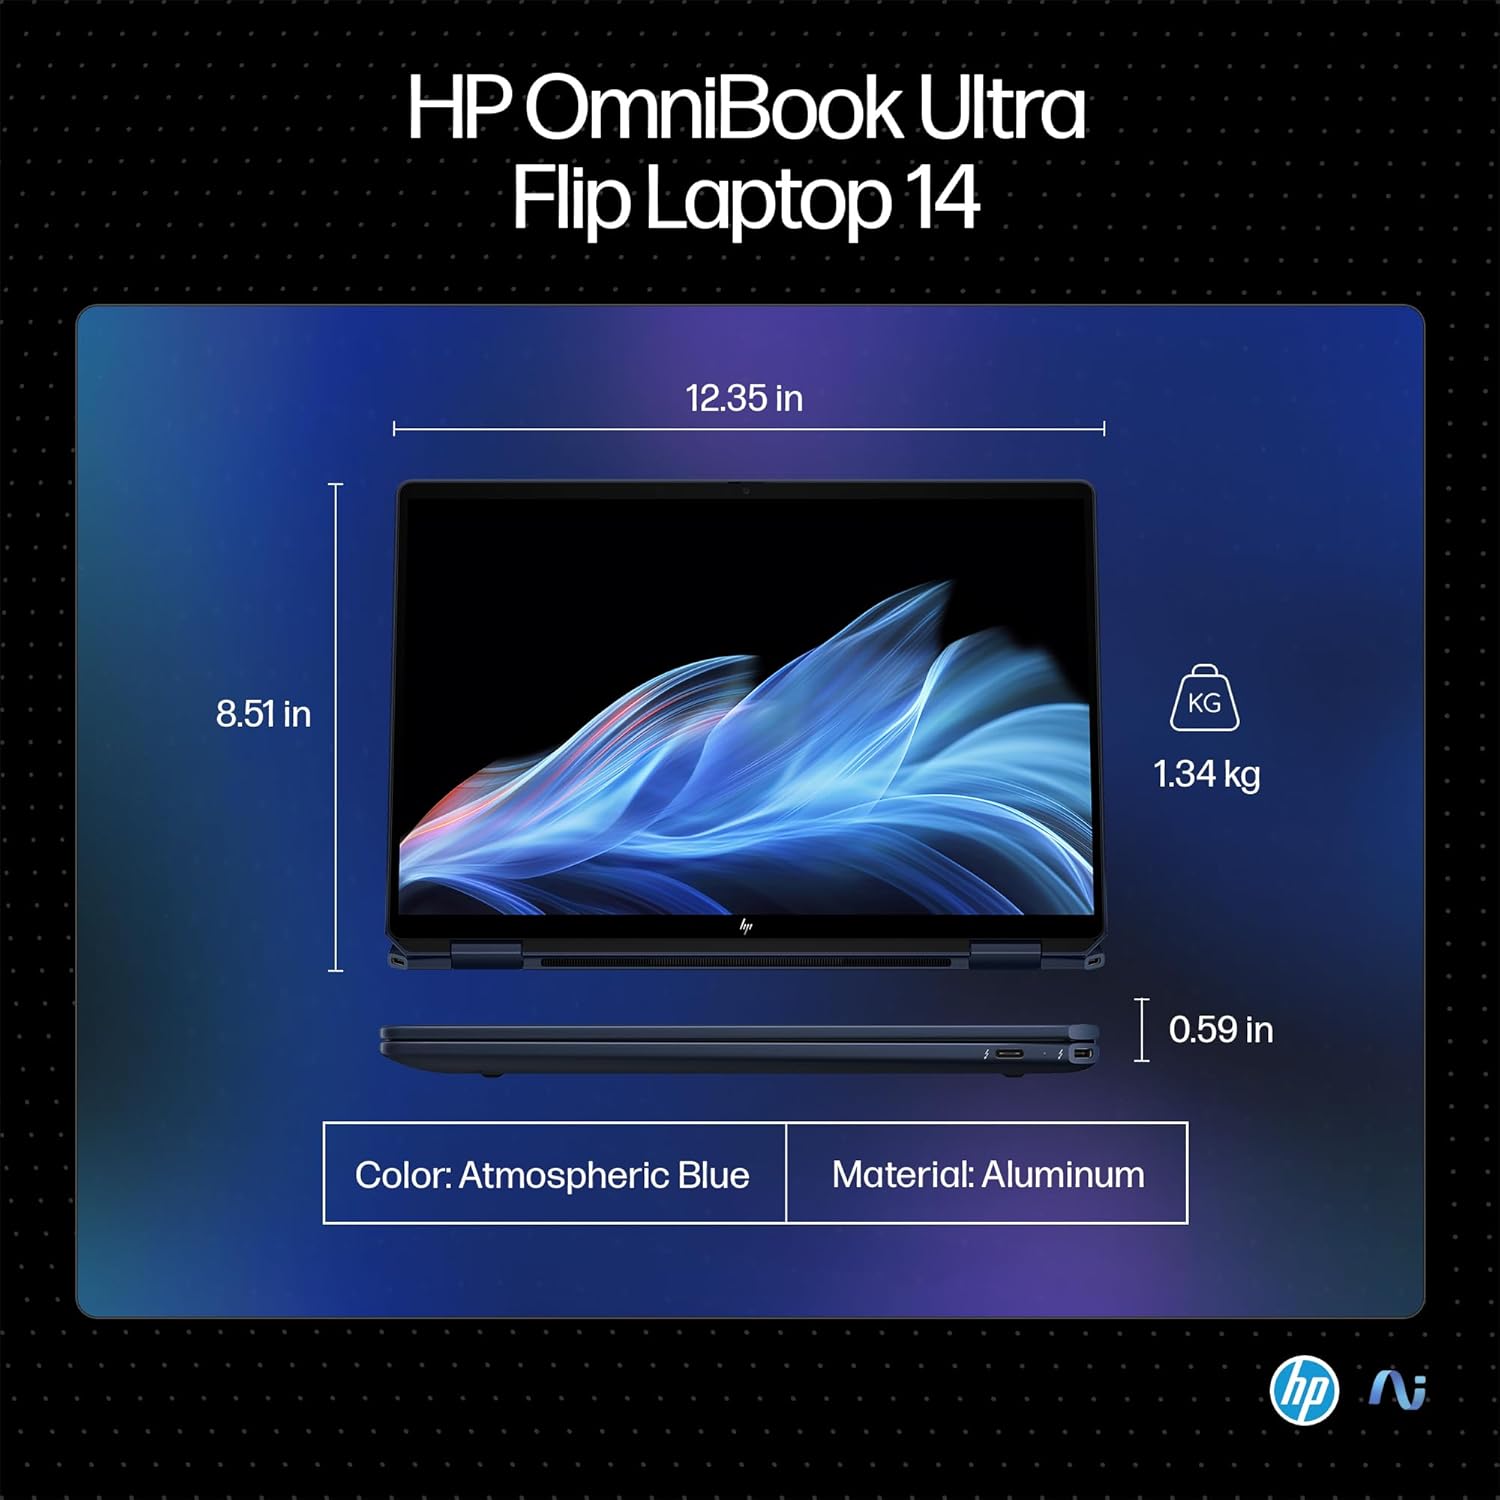 HP OmniBook Ultra
Flip Laptop 14
12.35 in
8.51 in
KG
1.34 kg
hp
0.59 in
Color: Atmospheric Blue
Material: Aluminum
hp